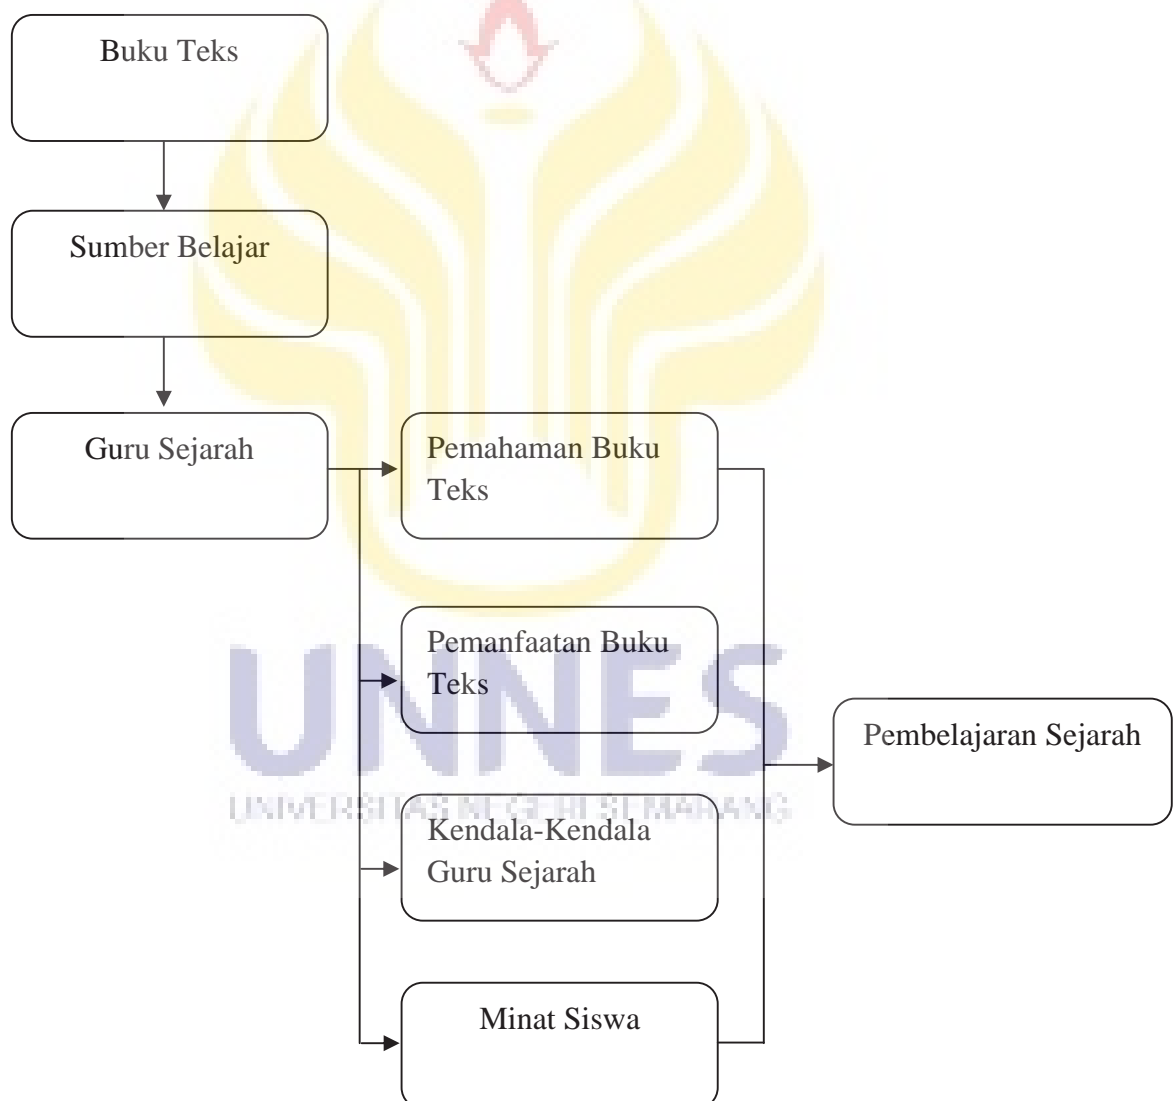 Buku Teks
Sumber Belajar
Guru Sejarah
Pemahaman Buku
Teks
Pemanfaatan Buku
Teks
Kendala-Kendala
Guru Sejarah
Minat Siswa
Pembelajaran Sejarah
UNNES
UNIVERSITAS NEGERI SEMARANG